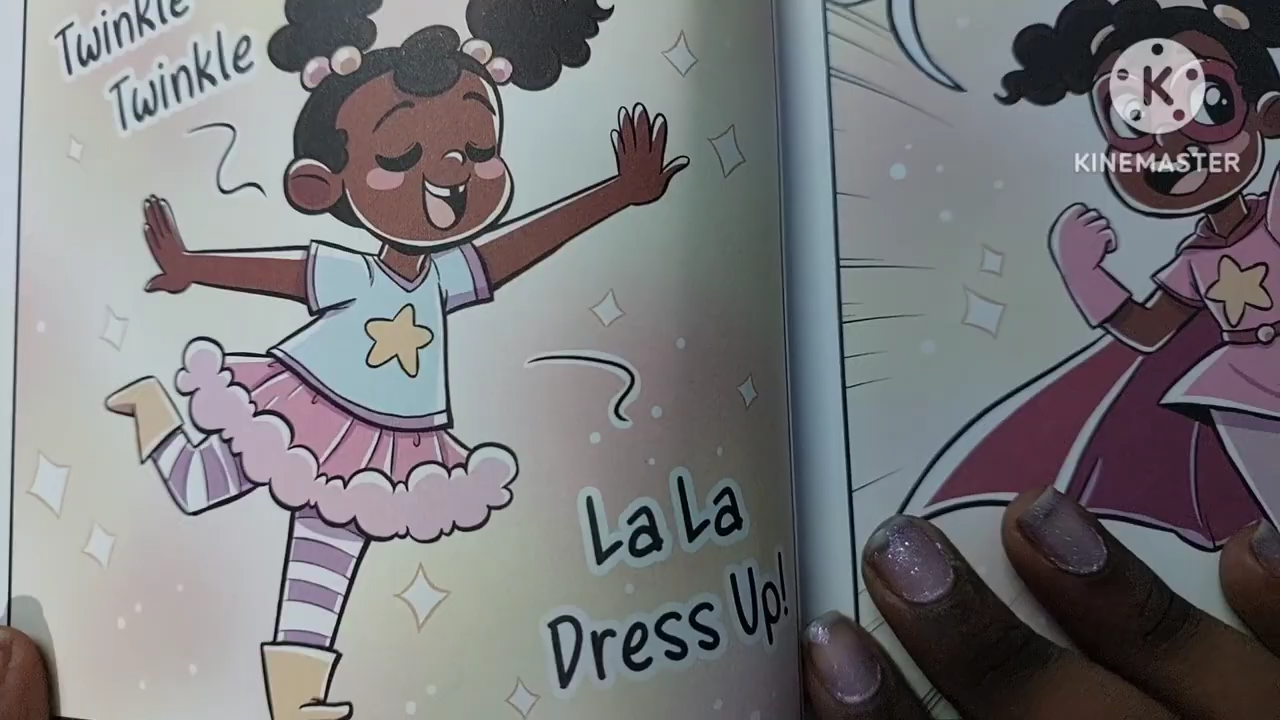 Twinkle
Twinkle
La La
Dress Up!
K
KINEMASTER